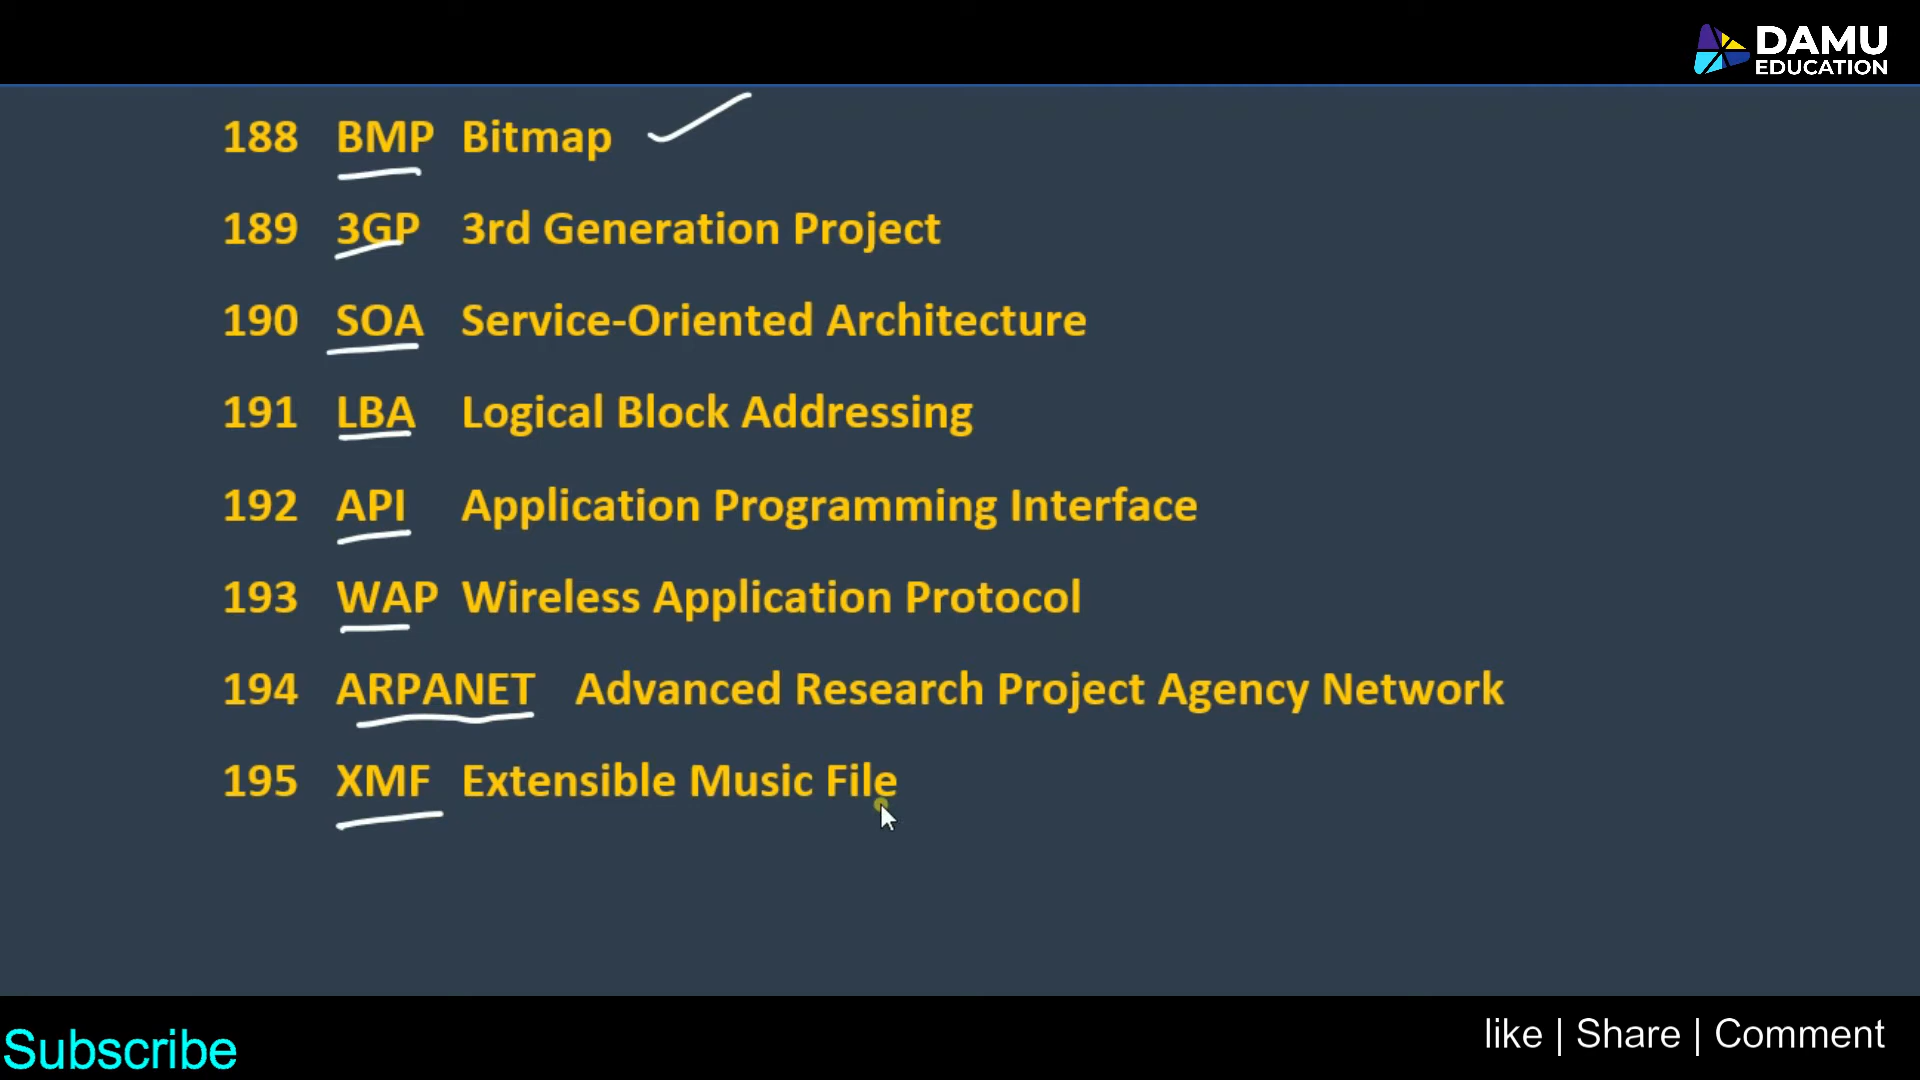 DAMU
EDUCATION
188 BMP Bitmap
189 3GP 3rd Generation Project
190 SOA Service-Oriented Architecture
191 LBA Logical Block Addressing
192 API Application Programming Interface
193 WAP Wireless Application Protocol
194 ARPANET Advanced Research Project Agency Network
195 XMF Extensible Music File
Subscribe
like | Share | Comment